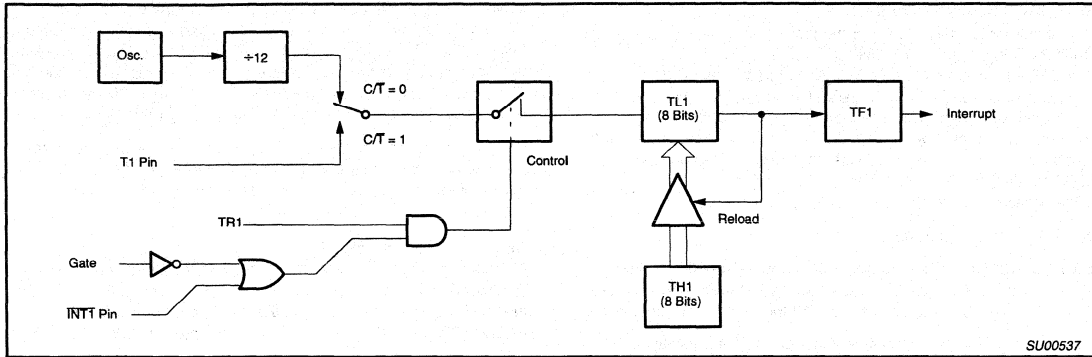 Osc.
÷12
C/T̅ = 0
C/T̅ = 1
T1 Pin
Control
TL1
(8 Bits)
TF1
Interrupt
Reload
TR1
Gate
I̅N̅T̅1̅ Pin
TH1
(8 Bits)
SU00537